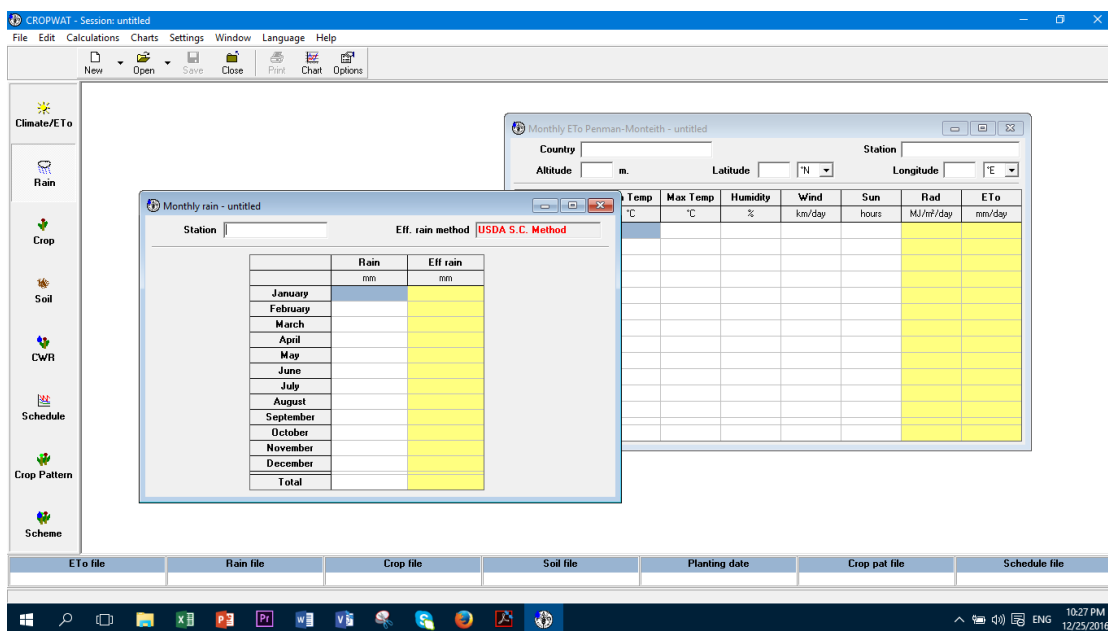 CROPWAT - Session: untitled
File Edit Calculations Charts Settings Window Language Help
New Open Save Close Print Chart Options
Climate/ETo
Rain
Crop
Soil
CWR
Schedule
Crop Pattern
Scheme
Monthly ETo Penman-Monteith - untitled
Country Station
Altitude m. Latitude °N Longitude °E
Temp Max Temp Humidity Wind Sun Rad ETo
°C °C % km/day hours MJ/m²/day mm/day
Monthly rain - untitled
Station Eff. rain method USDA S.C. Method
Rain Eff rain
mm mm
January
February
March
April
May
June
July
August
September
October
November
December
Total
ETo file Rain file Crop file Soil file Planting date Crop pat file Schedule file
10:27 PM
ENG
12/25/2016